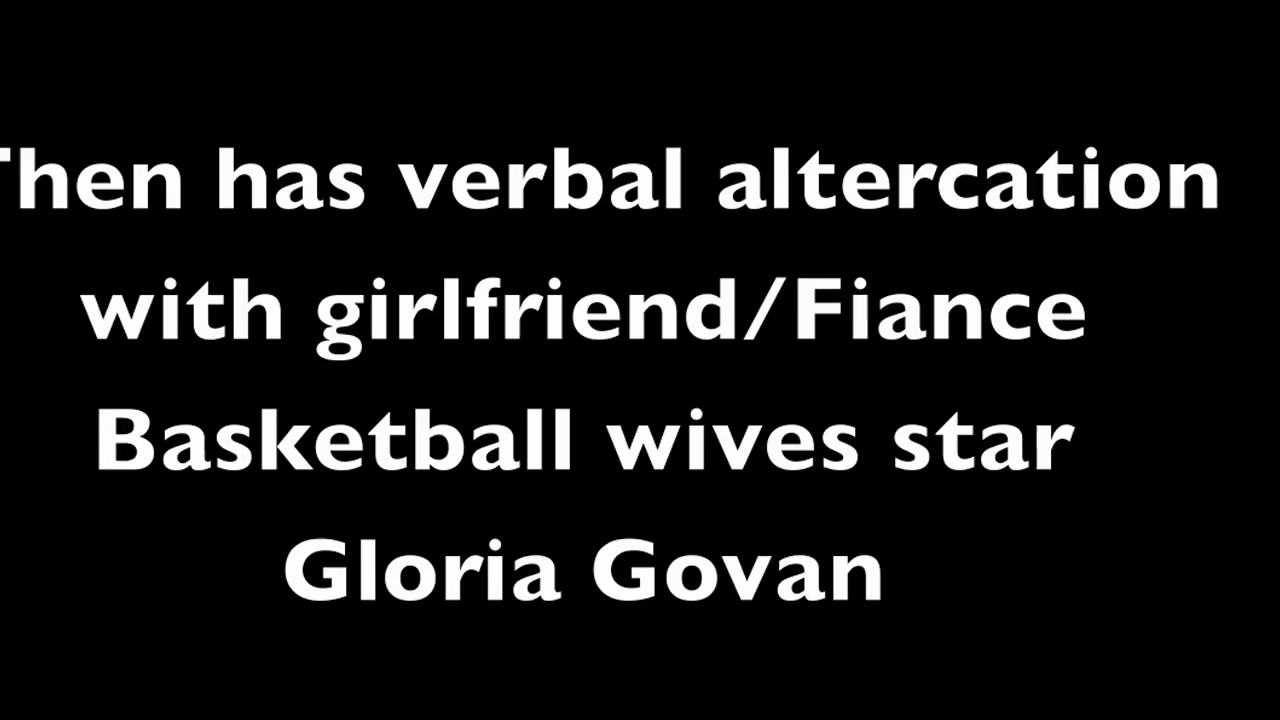 Then has verbal altercation
with girlfriend/Fiance
Basketball wives star
Gloria Govan